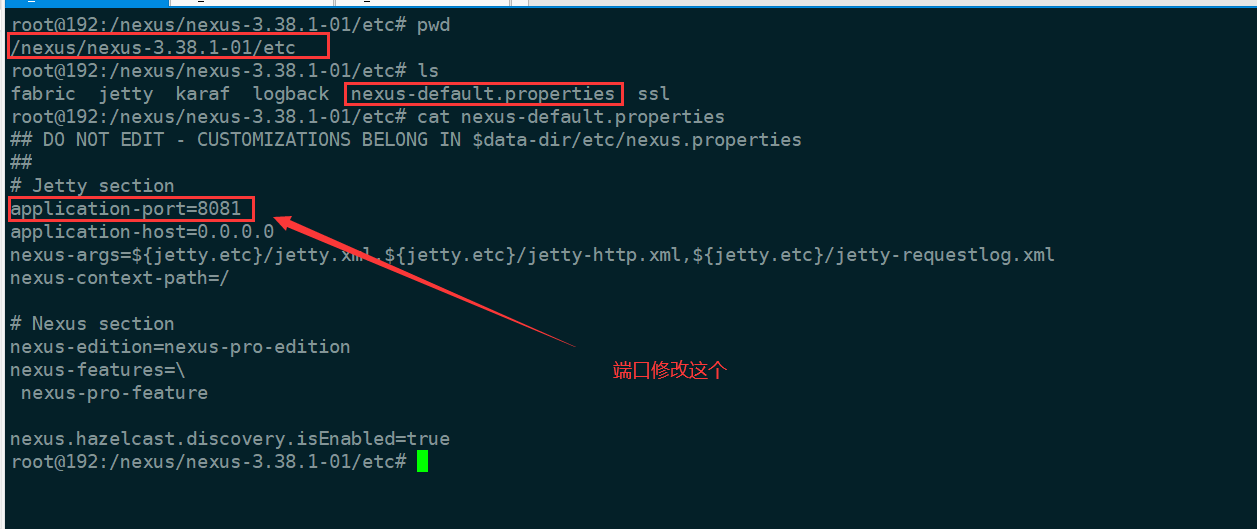 root@192:/nexus/nexus-3.38.1-01/etc# pwd
/nexus/nexus-3.38.1-01/etc
root@192:/nexus/nexus-3.38.1-01/etc# ls
fabric  jetty  karaf  logback  nexus-default.properties  ssl
root@192:/nexus/nexus-3.38.1-01/etc# cat nexus-default.properties
## DO NOT EDIT - CUSTOMIZATIONS BELONG IN $data-dir/etc/nexus.properties
##
# Jetty section
application-port=8081
application-host=0.0.0.0
nexus-args=${jetty.etc}/jetty.xml,${jetty.etc}/jetty-http.xml,${jetty.etc}/jetty-requestlog.xml
nexus-context-path=/
# Nexus section
nexus-edition=nexus-pro-edition
nexus-features=\
nexus-pro-feature
端口修改这个
nexus.hazelcast.discovery.isEnabled=true
root@192:/nexus/nexus-3.38.1-01/etc#